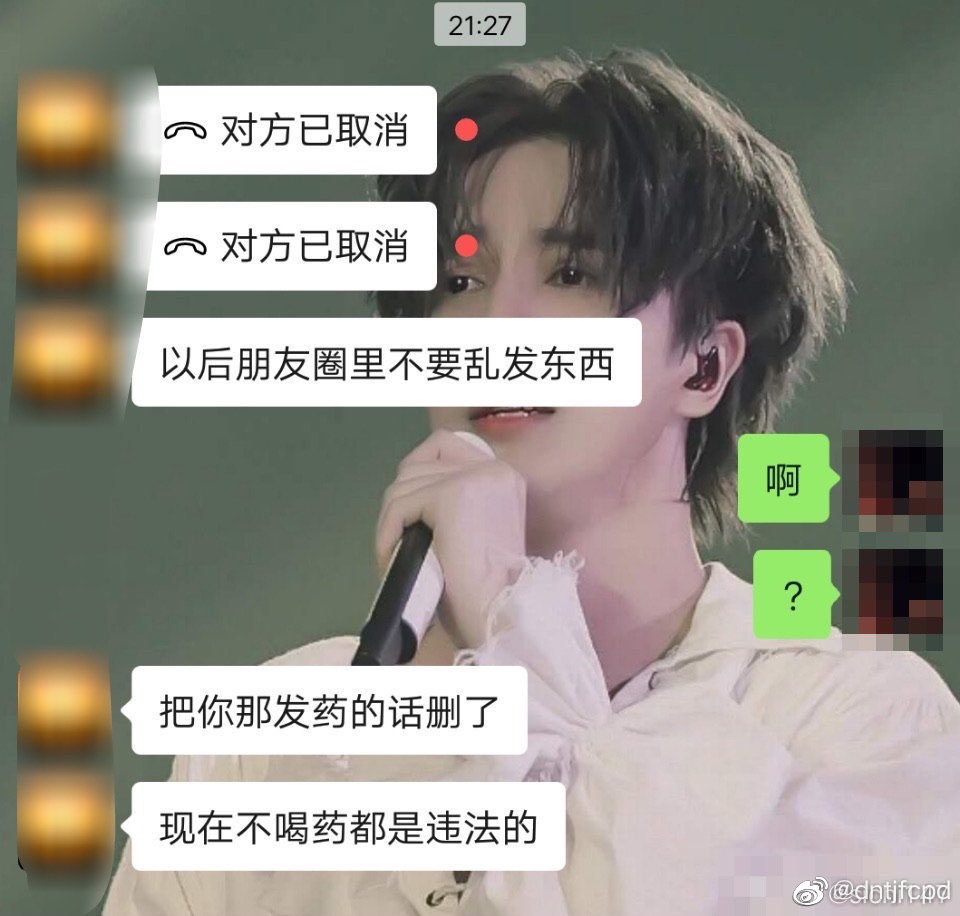 21:27
对方已取消
对方已取消
以后朋友圈里不要乱发东西
啊
?
把你那发药的话删了
现在不喝药都是违法的